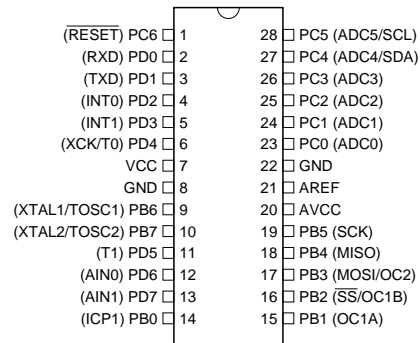 (RESET) PC6 1 28 PC5 (ADC5/SCL)
(RXD) PD0 2 27 PC4 (ADC4/SDA)
(TXD) PD1 3 26 PC3 (ADC3)
(INT0) PD2 4 25 PC2 (ADC2)
(INT1) PD3 5 24 PC1 (ADC1)
(XCK/T0) PD4 6 23 PC0 (ADC0)
VCC 7 22 GND
GND 8 21 AREF
(XTAL1/TOSC1) PB6 9 20 AVCC
(XTAL2/TOSC2) PB7 10 19 PB5 (SCK)
(T1) PD5 11 18 PB4 (MISO)
(AIN0) PD6 12 17 PB3 (MOSI/OC2)
(AIN1) PD7 13 16 PB2 (SS/OC1B)
(ICP1) PB0 14 15 PB1 (OC1A)